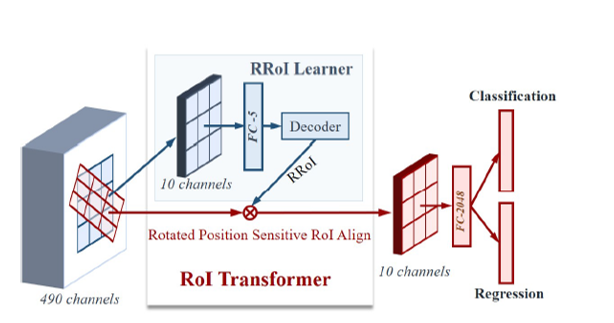 RRoI Learner
Classification
FC-5
Decoder
10 channels
RRoI
FC-2048
Rotated Position Sensitive RoI Align
RoI Transformer
10 channels
490 channels
Regression